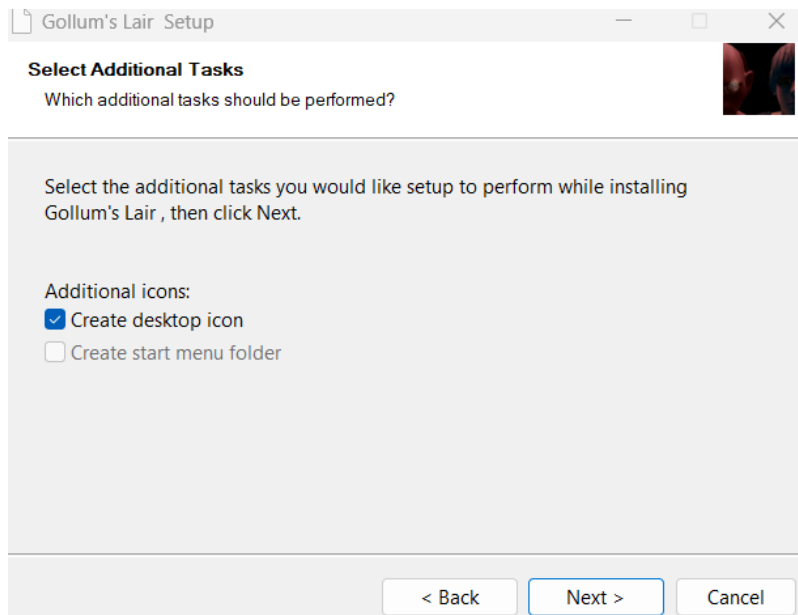 Gollum's Lair  Setup
Select Additional Tasks
Which additional tasks should be performed?
Select the additional tasks you would like setup to perform while installing
Gollum's Lair , then click Next.
Additional icons:
Create desktop icon
Create start menu folder
< Back Next > Cancel